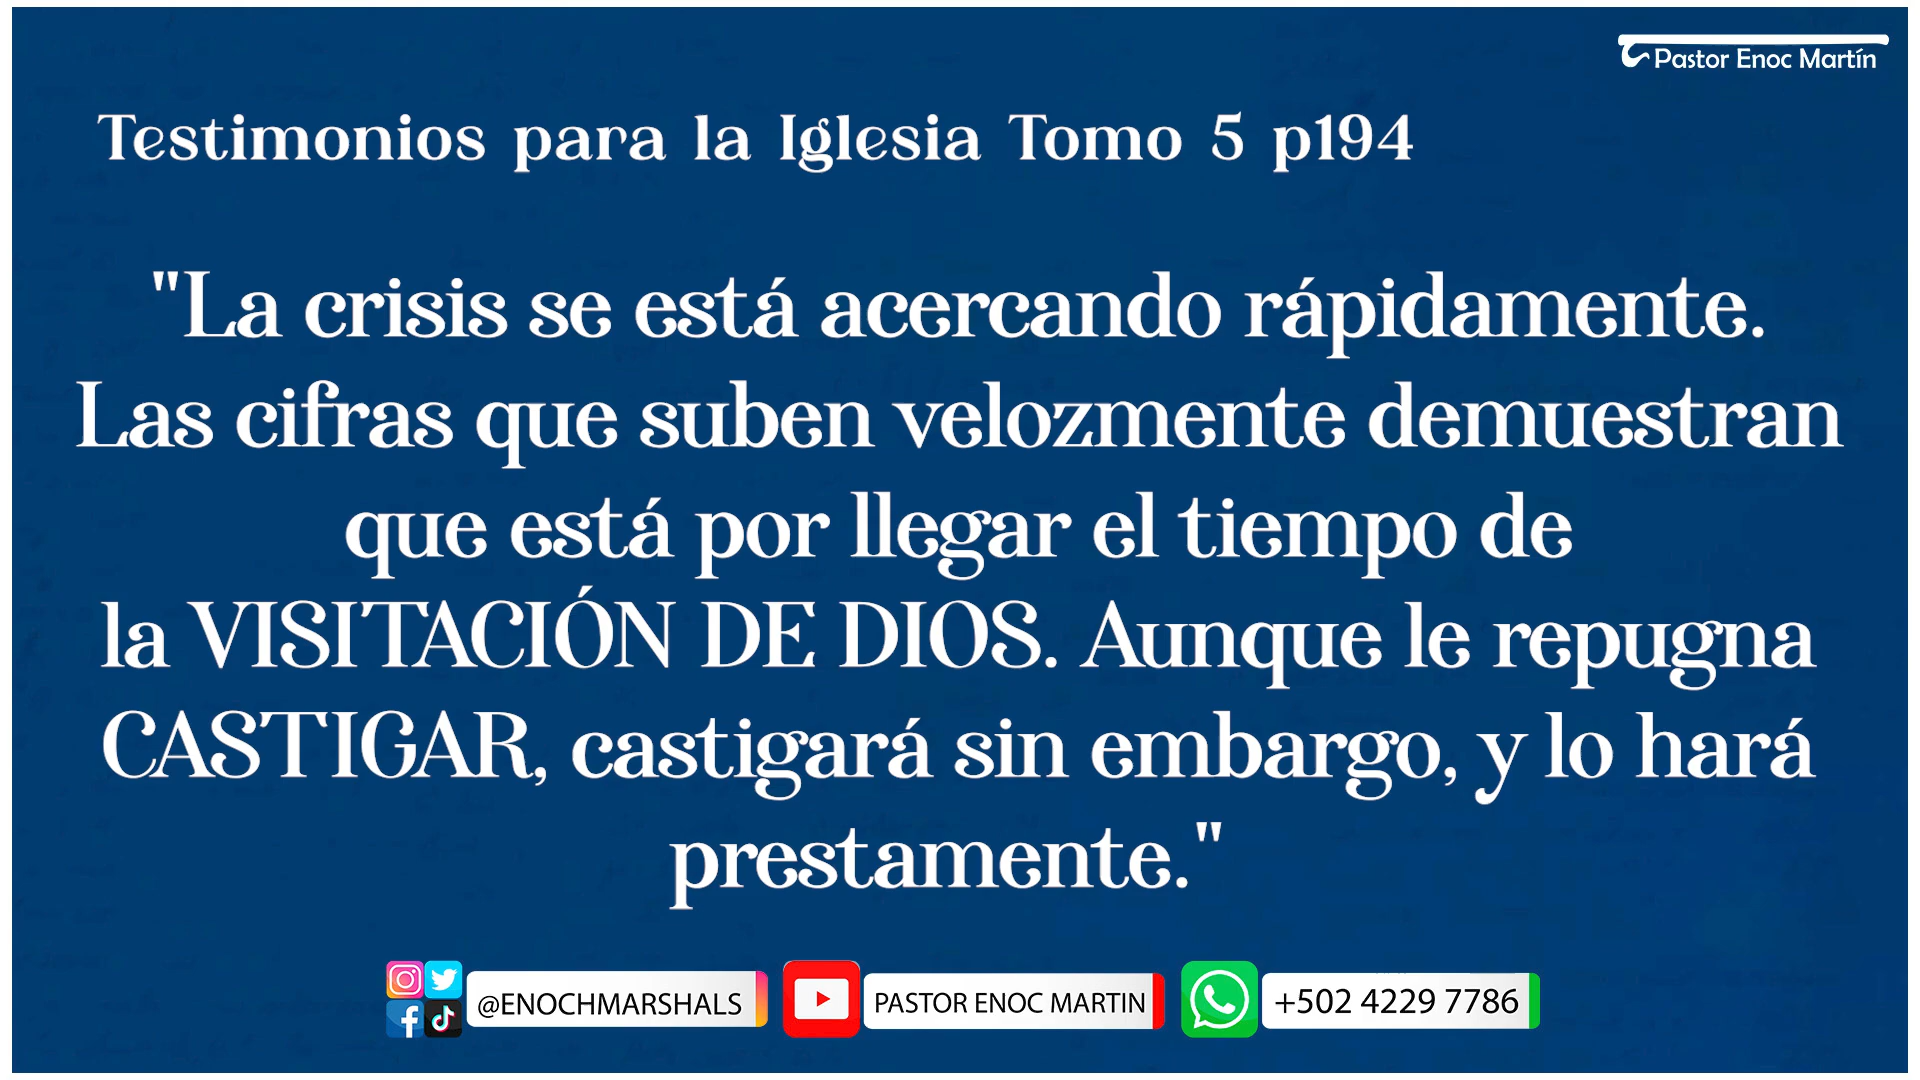 Pastor Enoc Martín
Testimonios para la Iglesia Tomo 5 p194
"La crisis se está acercando rápidamente.
Las cifras que suben velozmente demuestran
que está por llegar el tiempo de
la VISITACIÓN DE DIOS. Aunque le repugna
CASTIGAR, castigará sin embargo, y lo hará
prestamente."
@ENOCHMARSHALS
PASTOR ENOC MARTIN
+502 4229 7786